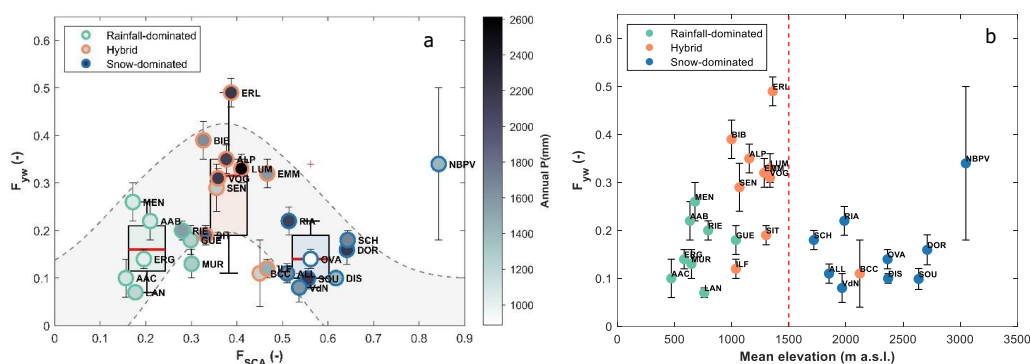 a
Rainfall-dominated
Hybrid
Snow-dominated
0.6
0.5
0.4
0.3
0.2
0.1
0
F_yw (-)
ERL
BIB
ALP
LUM
VOG
EMM
SEN
NBPV
MEN
AAB
RIE
SIT
GUE
RIA
SCH
DOR
ERG
MUR
OVA
ILF
BCC
ALL
SOU
DIS
AAC
LAN
VdN
0 0.1 0.2 0.3 0.4 0.5 0.6 0.7 0.8 0.9
F_SCA (-)
2600
2400
2200
2000
1800
1600
1400
1200
1000
Annual P(mm)
b
Rainfall-dominated
Hybrid
Snow-dominated
0.6
0.5
0.4
0.3
0.2
0.1
0
F_yw (-)
ERL
BIB
ALP
LUM
EMM
VOG
SEN
NBPV
MEN
AAB
RIE
GUE
SIT
RIA
SCH
ERG
MUR
OVA
DOR
ILF
BCC
ALL
AAC
DIS
SOU
LAN
VdN
0 500 1000 1500 2000 2500 3000 3500
Mean elevation (m a.s.l.)